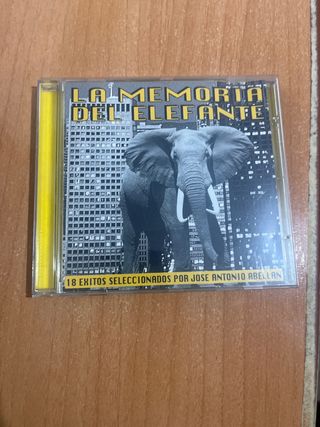 LA MEMORIA
DEL ELEFANTE
18 EXITOS SELECCIONADOS POR JOSE ANTONIO ABELLAN